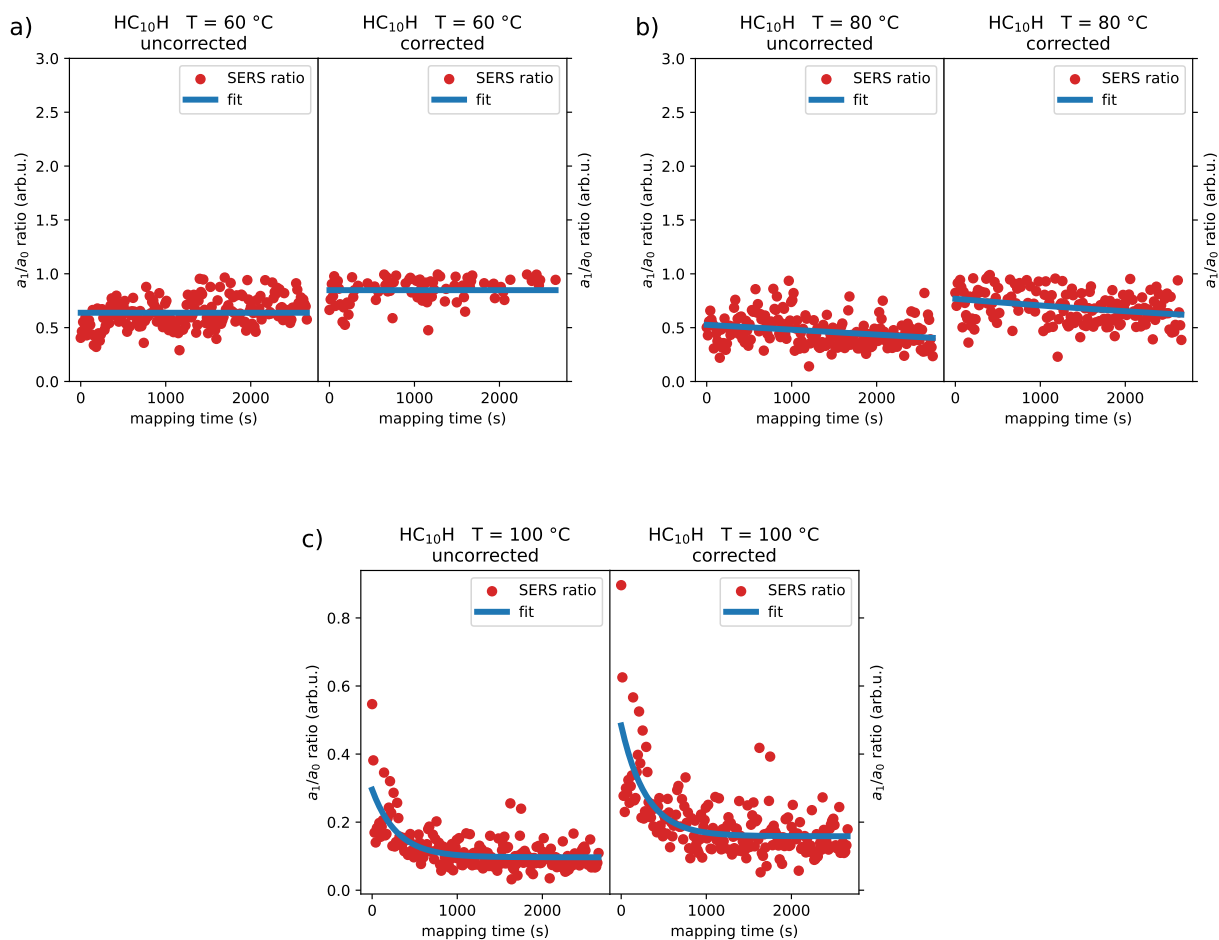 a)
HC₁₀H T = 60 °C
uncorrected
HC₁₀H T = 60 °C
corrected
SERS ratio
fit
SERS ratio
fit
3.0
2.5
2.0
1.5
1.0
0.5
0.0
a₁/a₀ ratio (arb.u.)
a₁/a₀ ratio (arb.u.)
0 1000 2000
0 1000 2000
mapping time (s)
mapping time (s)
b)
HC₁₀H T = 80 °C
uncorrected
HC₁₀H T = 80 °C
corrected
SERS ratio
fit
SERS ratio
fit
3.0
2.5
2.0
1.5
1.0
0.5
0.0
a₁/a₀ ratio (arb.u.)
a₁/a₀ ratio (arb.u.)
0 1000 2000
0 1000 2000
mapping time (s)
mapping time (s)
c)
HC₁₀H T = 100 °C
uncorrected
HC₁₀H T = 100 °C
corrected
SERS ratio
fit
SERS ratio
fit
0.8
0.6
0.4
0.2
0.0
a₁/a₀ ratio (arb.u.)
a₁/a₀ ratio (arb.u.)
0 1000 2000
0 1000 2000
mapping time (s)
mapping time (s)